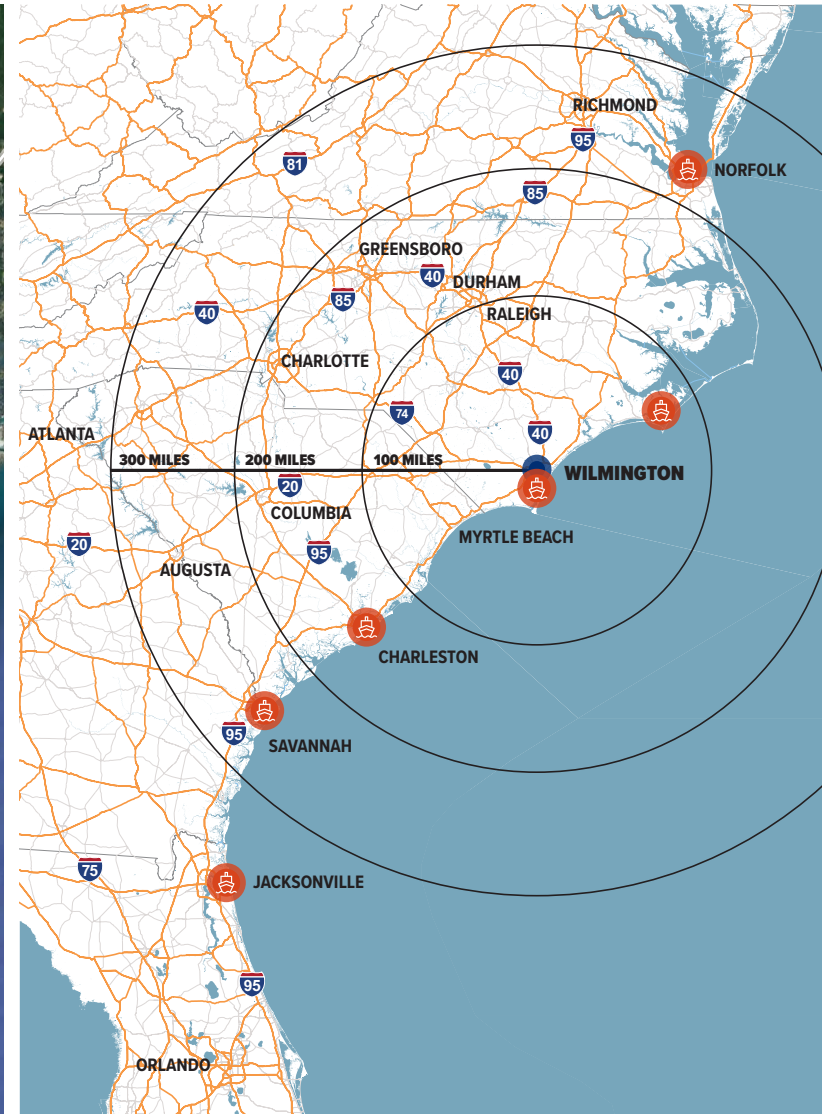 RICHMOND
95
81
NORFOLK
85
GREENSBORO
40
DURHAM
85
40
RALEIGH
CHARLOTTE
40
74
ATLANTA
40
300 MILES
200 MILES
100 MILES
WILMINGTON
20
COLUMBIA
MYRTLE BEACH
20
95
AUGUSTA
CHARLESTON
95
SAVANNAH
75
JACKSONVILLE
95
ORLANDO